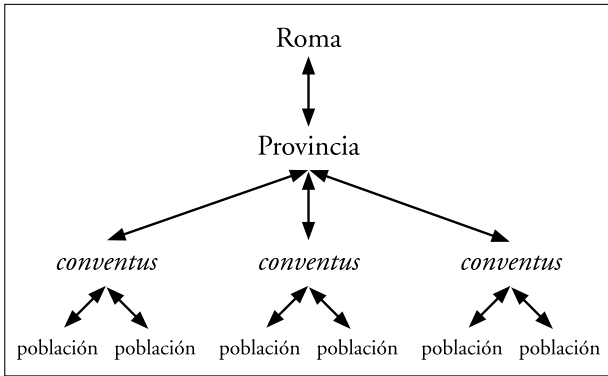 Roma
Provincia
conventus conventus conventus
población población población población población población